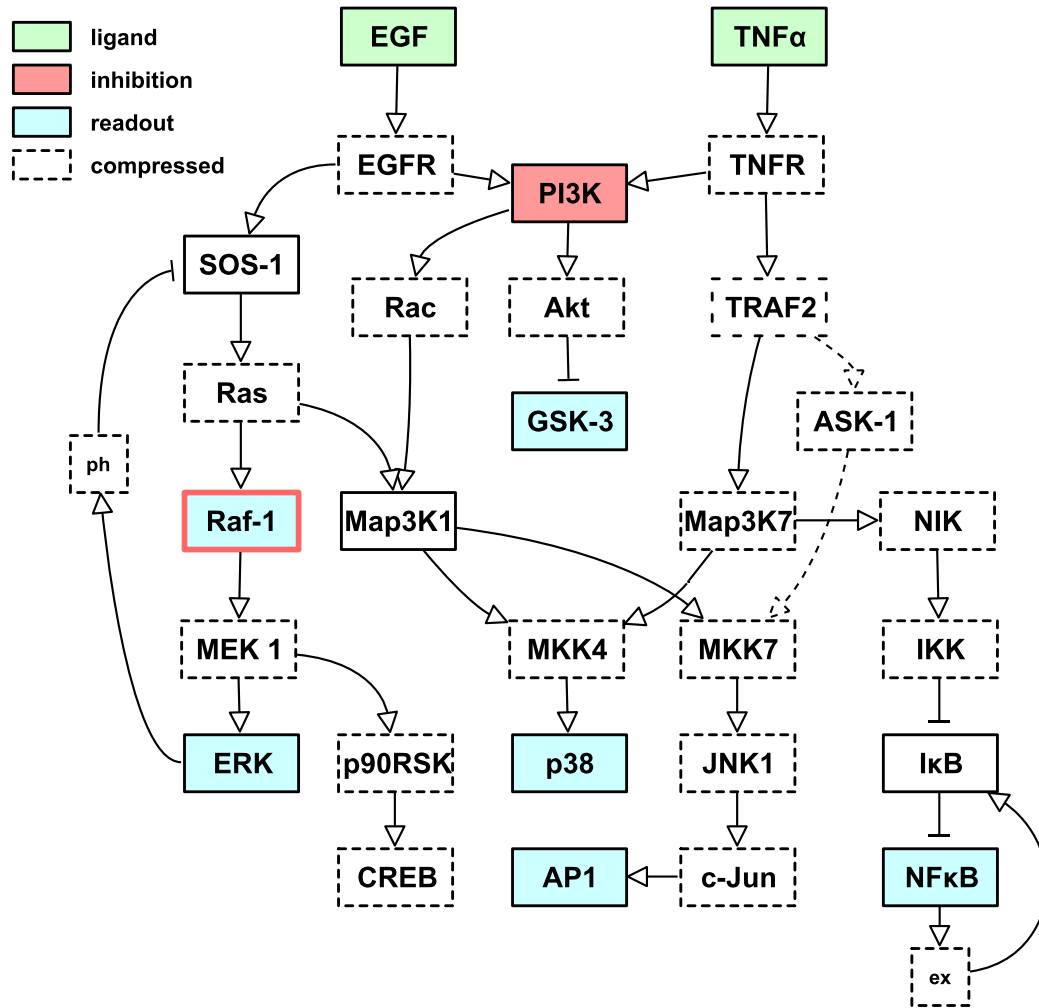 ligand
inhibition
readout
compressed
EGF
TNFα
EGFR
TNFR
PI3K
SOS-1
Rac
Akt
TRAF2
Ras
GSK-3
ASK-1
ph
Raf-1
Map3K1
Map3K7
NIK
MEK 1
MKK4
MKK7
IKK
ERK
p90RSK
p38
JNK1
IκB
CREB
AP1
c-Jun
NFκB
ex